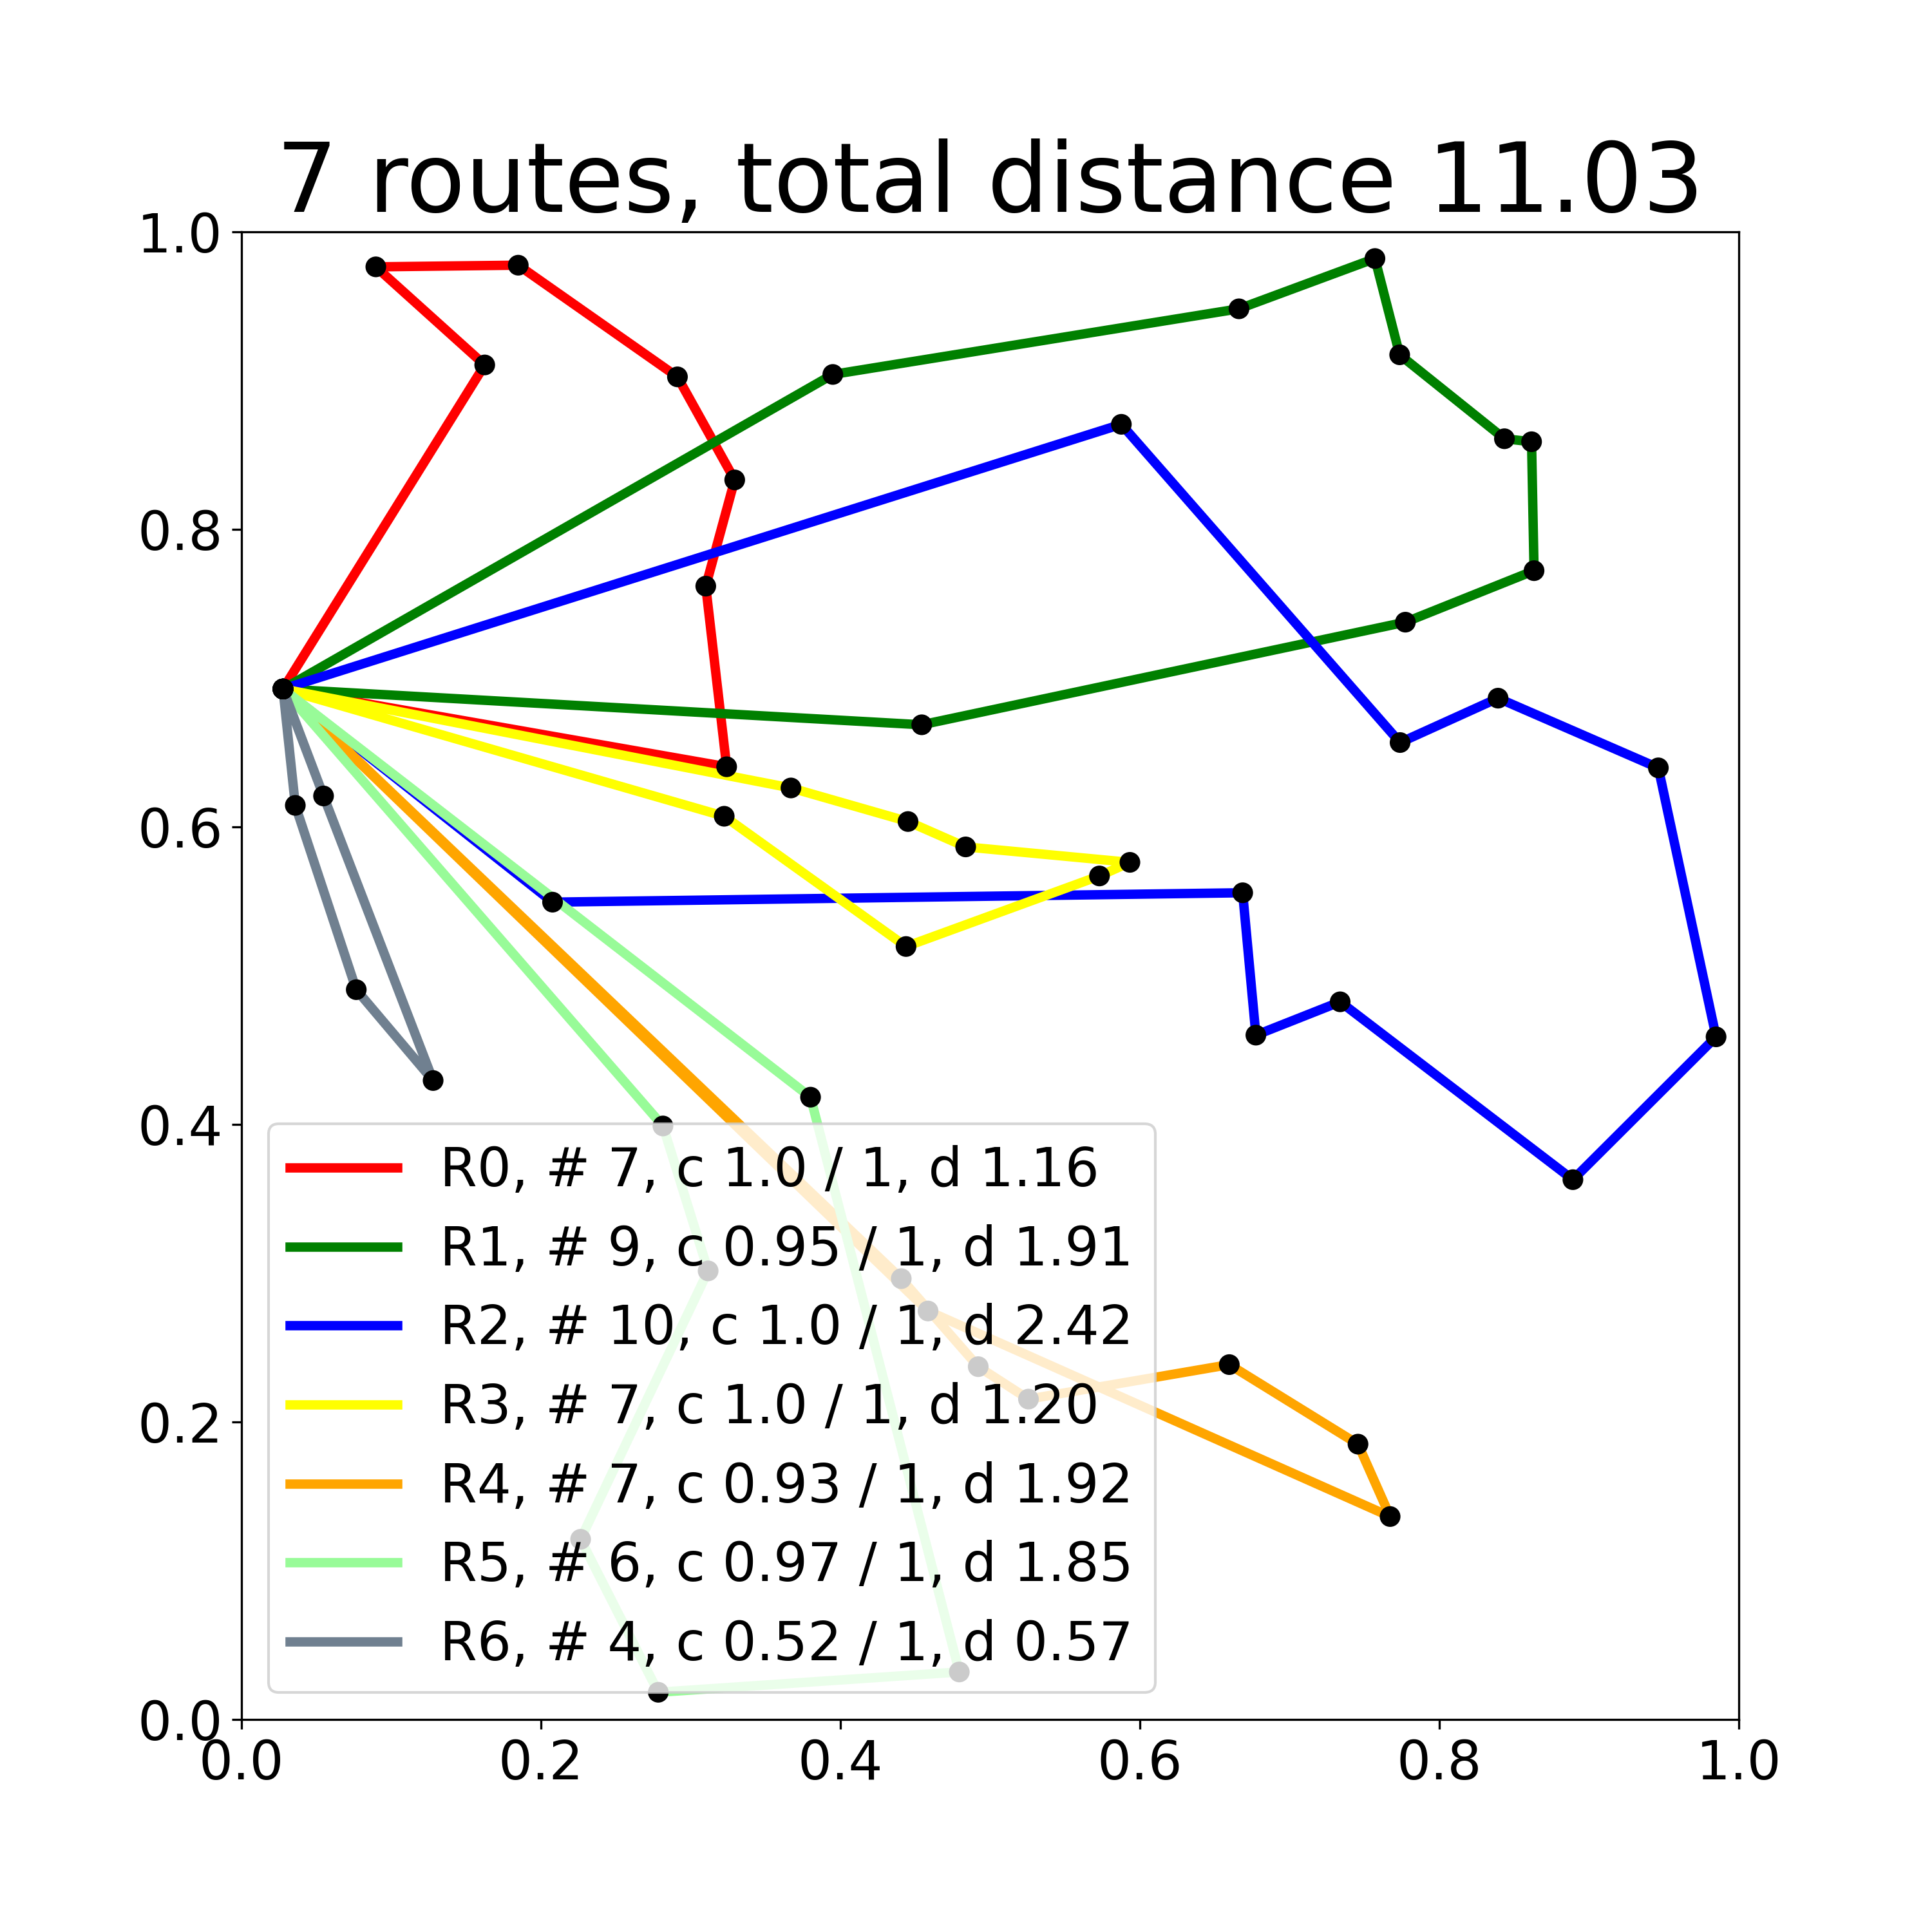 7 routes, total distance 11.03
1.0
0.8
0.6
0.4
0.2
0.0
R0, # 7, c 1.0 / 1, d 1.16
R1, # 9, c 0.95 / 1, d 1.91
R2, # 10, c 1.0 / 1, d 2.42
R3, # 7, c 1.0 / 1, d 1.20
R4, # 7, c 0.93 / 1, d 1.92
R5, # 6, c 0.97 / 1, d 1.85
R6, # 4, c 0.52 / 1, d 0.57
0.0 0.2 0.4 0.6 0.8 1.0